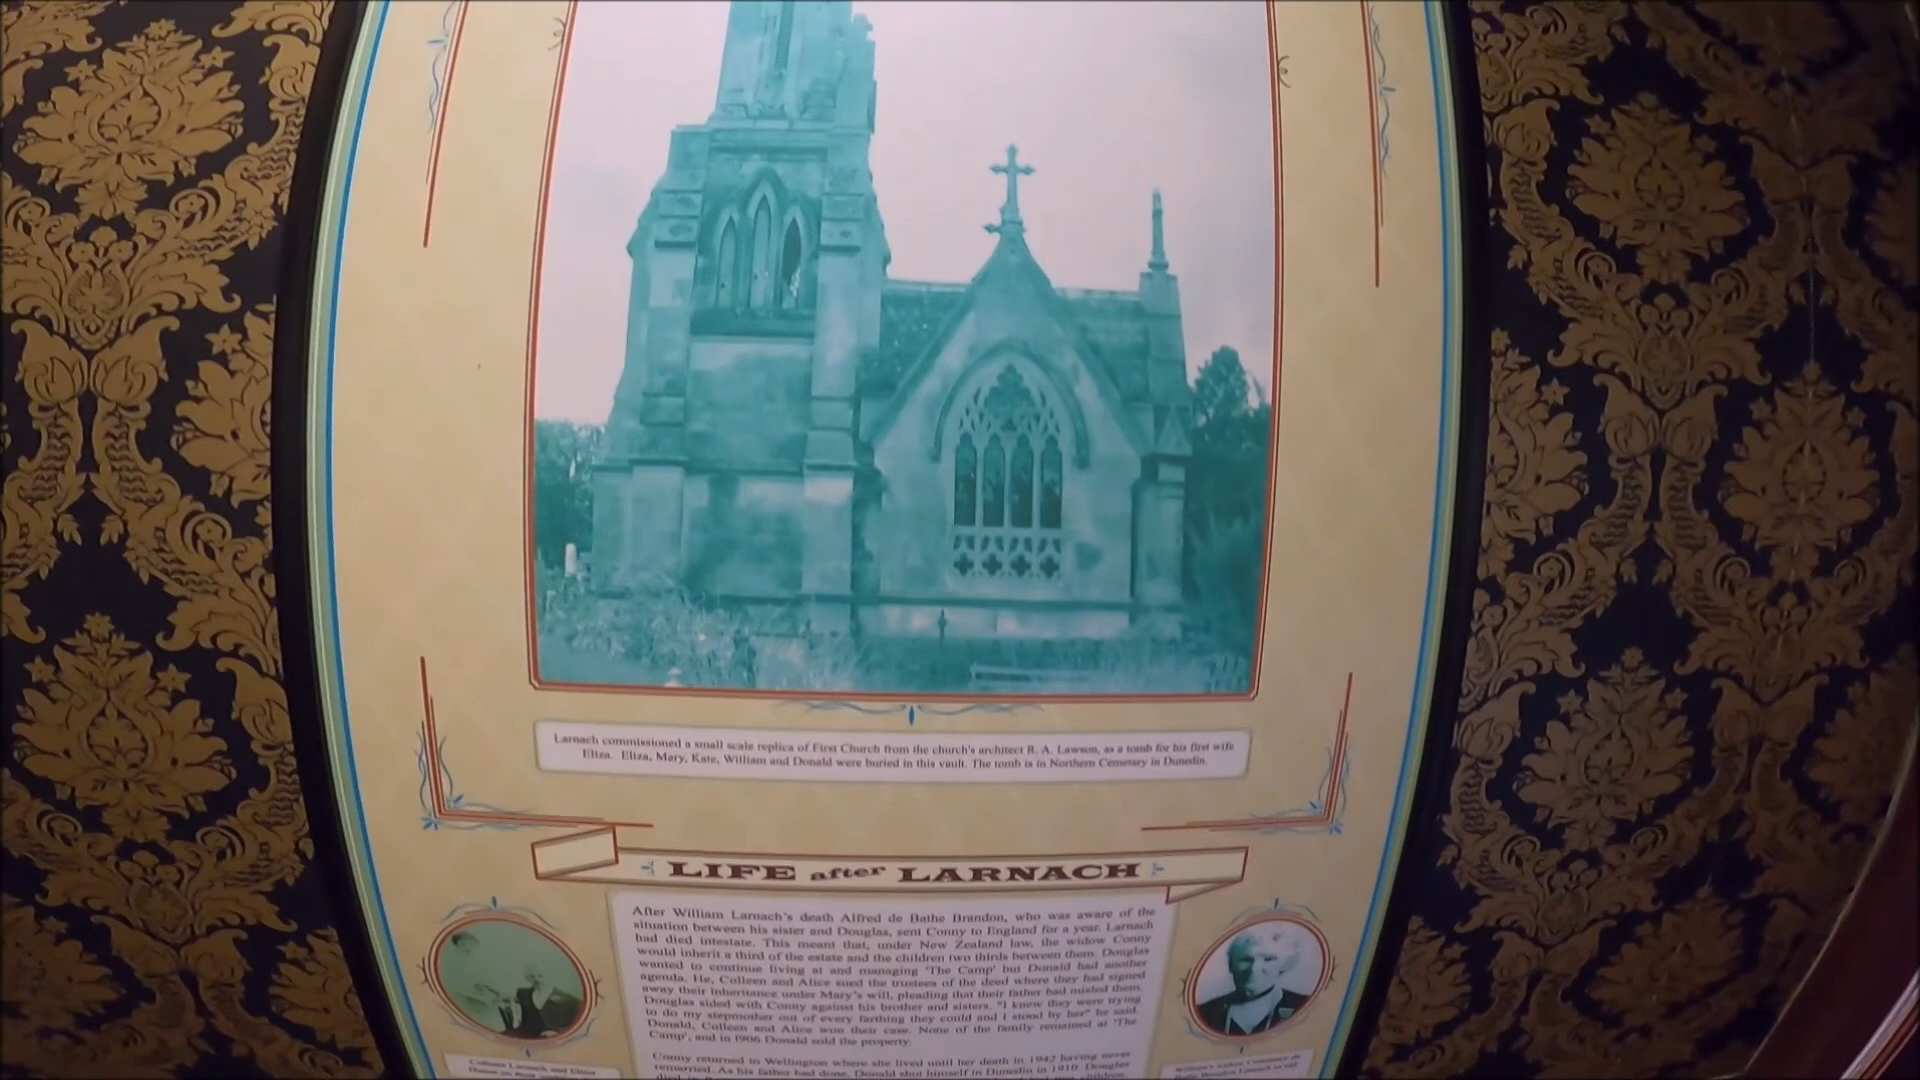 Larnach commissioned a small scale replica of First Church from the church's architect R. A. Lawson, as a tomb for his first wife
Eliza. Eliza, Mary, Kate, William and Donald were buried in this vault. The tomb is in Northern Cemetary in Dunedin.
LIFE after LARNACH
After William Larnach's death Alfred de Bathe Brandon, who was aware of the
situation between his sister and Douglas, sent Conny to England for a year. Larnach
had died intestate. This meant that, under New Zealand law, the widow Conny
would inherit a third of the estate and the children two thirds between them. Douglas
wanted to continue living at and managing 'The Camp' but Donald had another
agenda. He, Colleen and Alice sued the trustees of the deed where they had signed
away their inheritance under Mary's will, pleading that their father had misled them.
Douglas sided with Conny against his brother and sisters. "I knew they were trying
to do my stepmother out of every farthing they could and I stood by her" he said.
Donald, Colleen and Alice won their case. None of the family remained at 'The
Camp', and in 1906 Donald sold the property.
Conny returned to Wellington where she lived until her death in 1942 having never
remarried. As his father had done, Donald shot himself in Dunedin in 1910. Douglas
died in
Colleen Larnach and Eliza
William's widow Constance de